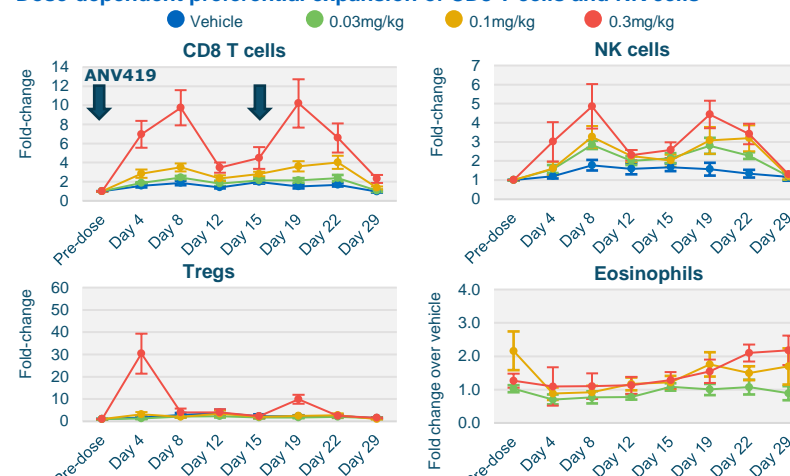 Vehicle
0.03mg/kg
0.1mg/kg
0.3mg/kg
CD8 T cells
Fold-change
14
12
10
8
6
4
2
0
ANV419
Pre-dose
Day 4
Day 8
Day 12
Day 15
Day 19
Day 22
Day 29
NK cells
Fold-change
7
6
5
4
3
2
1
0
Pre-dose
Day 4
Day 8
Day 12
Day 15
Day 19
Day 22
Day 29
Tregs
Fold-change
60
50
40
30
20
10
0
Pre-dose
Day 4
Day 8
Day 12
Day 15
Day 19
Day 22
Day 29
Eosinophils
Fold change over vehicle
4.0
3.0
2.0
1.0
0.0
Pre-dose
Day 4
Day 8
Day 12
Day 15
Day 19
Day 22
Day 29